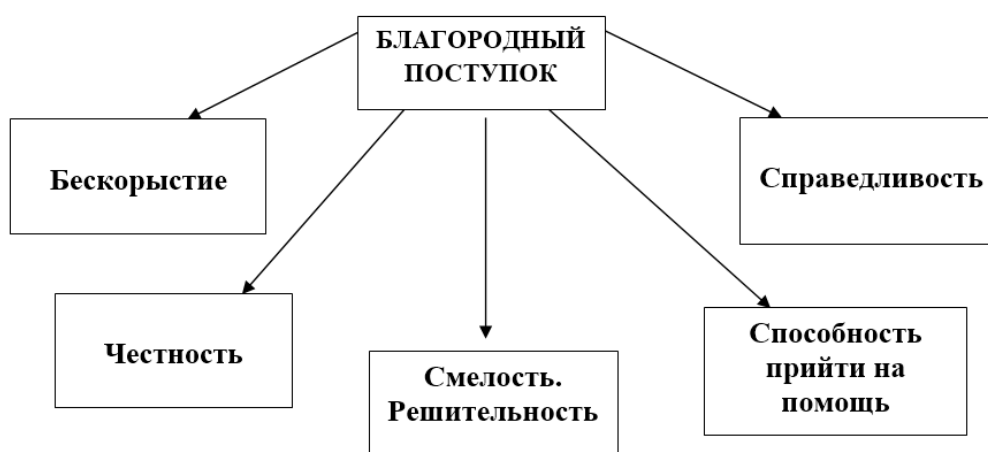 БЛАГОРОДНЫЙ
ПОСТУПОК
Бескорыстие
Справедливость
Честность
Смелость.
Решительность
Способность
прийти на
помощь